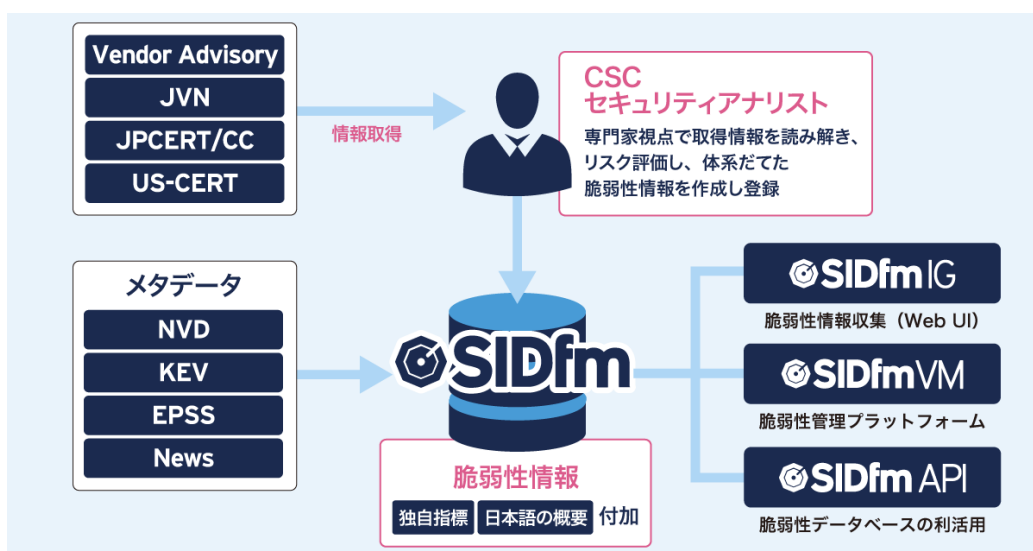 Vendor Advisory
JVN
JPCERT/CC
US-CERT
情報取得
CSC
セキュリティアナリスト
専門家視点で取得情報を読み解き、
リスク評価し、体系だてた
脆弱性情報を作成し登録
メタデータ
NVD
KEV
EPSS
News
SIDfm
脆弱性情報
独自指標 日本語の概要 付加
SIDfm IG
脆弱性情報収集（Web UI）
SIDfm VM
脆弱性管理プラットフォーム
SIDfm API
脆弱性データベースの利活用